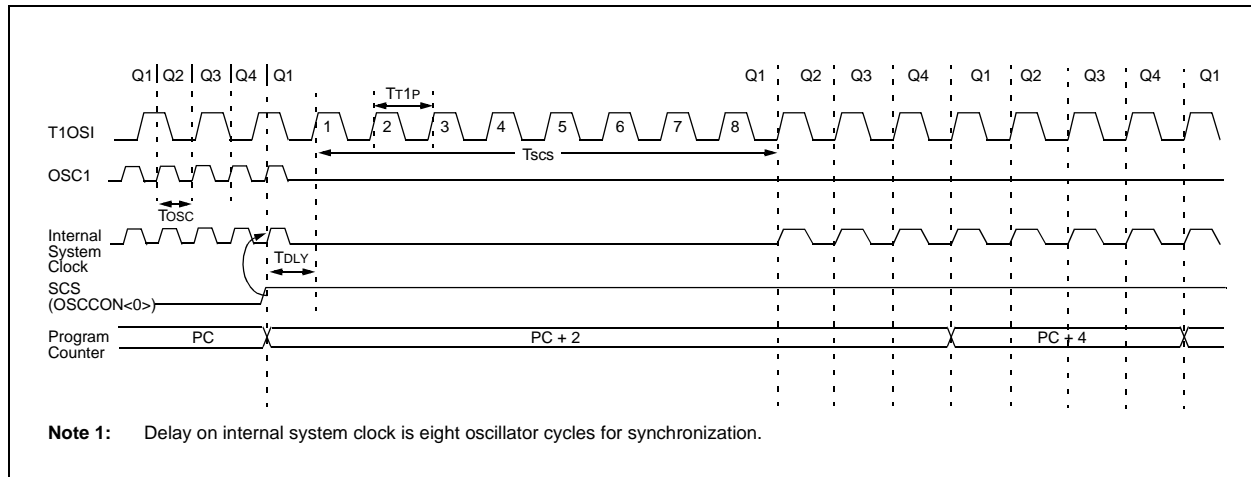 Q1 Q2 Q3 Q4 Q1 Q1 Q2 Q3 Q4 Q1 Q2 Q3 Q4 Q1
TT1P
T1OSI 1 2 3 4 5 6 7 8
TSCS
OSC1
TOSC
Internal
System
Clock
TDLY
SCS
(OSCCON<0>)
Program
Counter
PC PC + 2 PC + 4
Note 1: Delay on internal system clock is eight oscillator cycles for synchronization.